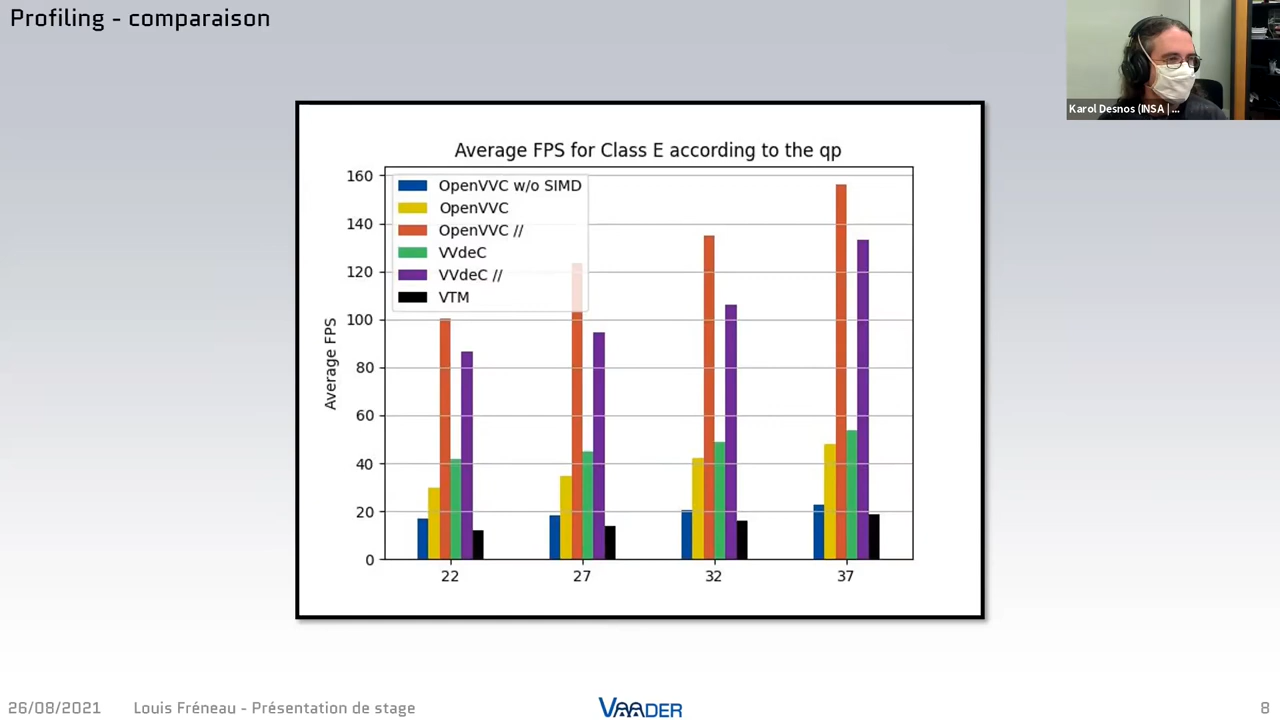 Profiling - comparaison
Karol Desnos (INSA | ...
Average FPS for Class E according to the qp
OpenVVC w/o SIMD
OpenVVC
OpenVVC //
VVdeC
VVdeC //
VTM
Average FPS
160
140
120
100
80
60
40
20
0
22 27 32 37
26/08/2021 Louis Fréneau - Présentation de stage VAADER 8